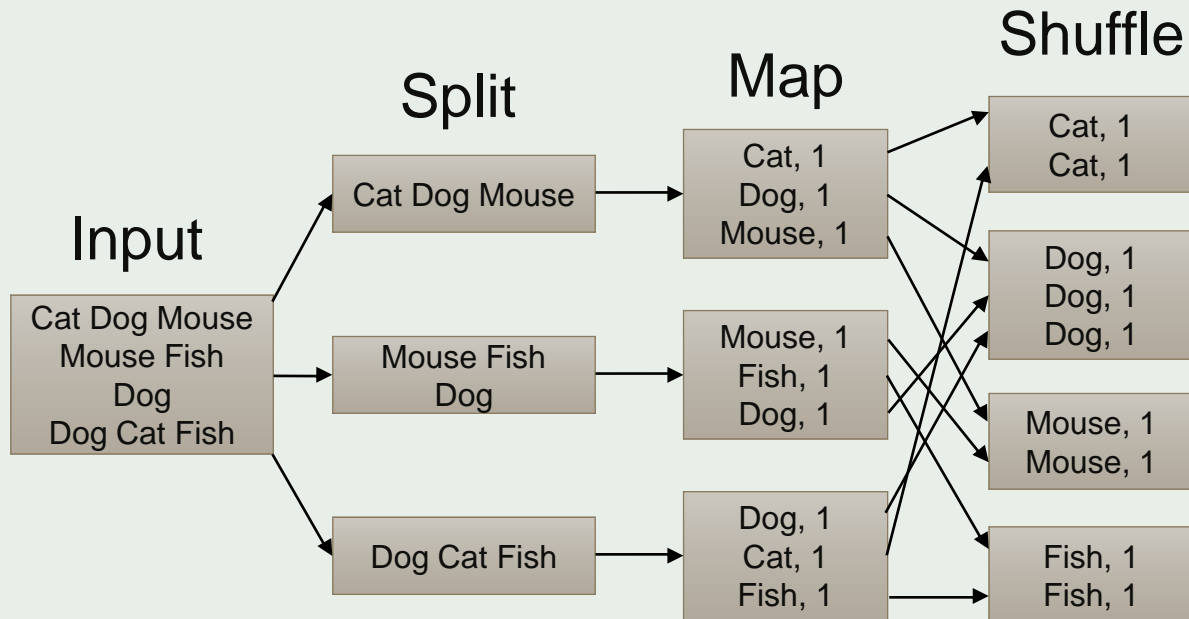 Input
Cat Dog Mouse
Mouse Fish
Dog
Dog Cat Fish
Split
Cat Dog Mouse
Mouse Fish
Dog
Dog Cat Fish
Map
Cat, 1
Dog, 1
Mouse, 1
Mouse, 1
Fish, 1
Dog, 1
Dog, 1
Cat, 1
Fish, 1
Shuffle
Cat, 1
Cat, 1
Dog, 1
Dog, 1
Dog, 1
Mouse, 1
Mouse, 1
Fish, 1
Fish, 1